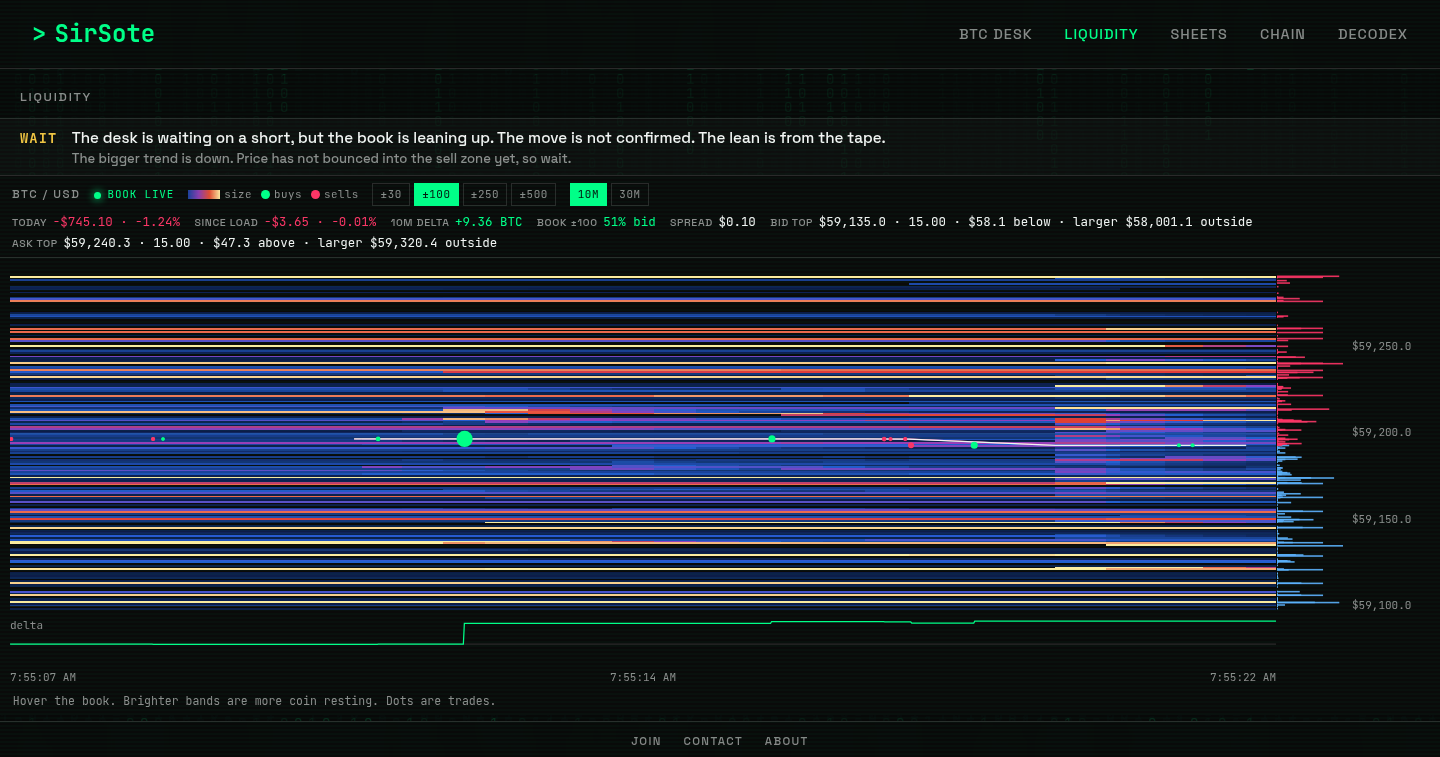 > SirSote
BTC DESK LIQUIDITY SHEETS CHAIN DECODEX
LIQUIDITY
WAIT The desk is waiting on a short, but the book is leaning up. The move is not confirmed. The lean is from the tape.
The bigger trend is down. Price has not bounced into the sell zone yet, so wait.
BTC / USD BOOK LIVE size buys sells ±30 ±100 ±250 ±500 10M 30M
TODAY -$745.10 · -1.24% SINCE LOAD -$3.65 · -0.01% 10M DELTA +9.36 BTC BOOK ±100 51% bid SPREAD $0.10 BID TOP $59,135.0 · 15.00 · $58.1 below · larger $58,001.1 outside
ASK TOP $59,240.3 · 15.00 · $47.3 above · larger $59,320.4 outside
$59,250.0
$59,200.0
$59,150.0
$59,100.0
delta
7:55:07 AM 7:55:14 AM 7:55:22 AM
Hover the book. Brighter bands are more coin resting. Dots are trades.
JOIN CONTACT ABOUT